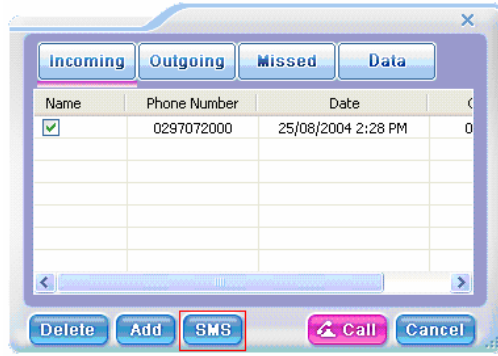 Incoming Outgoing Missed Data
Name Phone Number Date
0297072000 25/08/2004 2:28 PM 0
Delete Add SMS Call Cancel